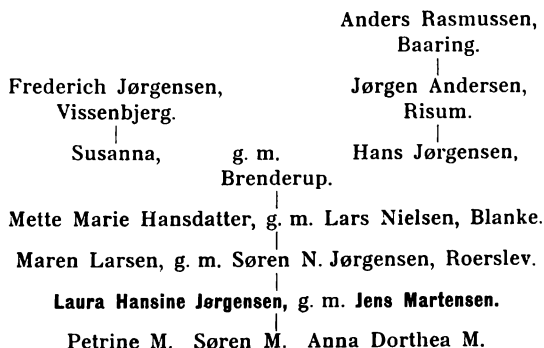 Anders Rasmussen,
Baaring.
Frederich Jørgensen,
Vissenbjerg.
Jørgen Andersen,
Risum.
Susanna, g. m. Hans Jørgensen,
Brenderup.
Mette Marie Hansdatter, g. m. Lars Nielsen, Blanke.
Maren Larsen, g. m. Søren N. Jørgensen, Roerslev.
Laura Hansine Jørgensen, g. m. Jens Martensen.
Petrine M. Søren M. Anna Dorthea M.